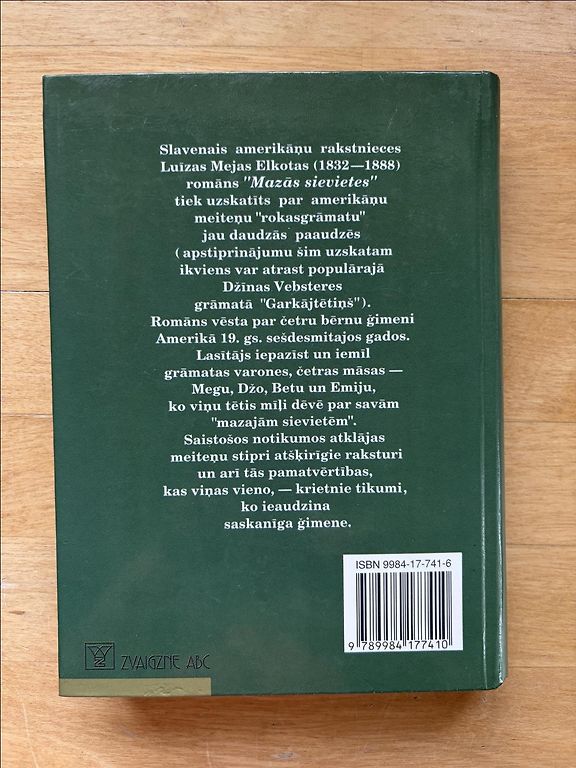 Slavenais amerikāņu rakstnieces
Luīzas Mejas Elkotas (1832—1888)
romāns "Mazās sievietes"
tiek uzskatīts par amerikāņu
meiteņu "rokasgrāmatu"
jau daudzās paaudzēs
( apstiprinājumu šim uzskatam
ikviens var atrast populārajā
Džīnas Vebsteres
grāmatā "Garkājtētiņš").
Romāns vēsta par četru bērnu ģimeni
Amerikā 19. gs. sešdesmitajos gados.
Lasītājs iepazīst un iemīl
grāmatas varones, četras māsas —
Megu, Džo, Betu un Emiju,
ko viņu tētis mīļi dēvē par savām
"mazajām sievietēm".
Saistošos notikumos atklājas
meiteņu stipri atšķirīgie raksturi
un arī tās pamatvērtības,
kas viņas vieno, — krietnie tikumi,
ko ieaudzina
saskanīga ģimene.
ISBN 9984-17-741-6
9 789984 177410
ZVAIGZNE ABC